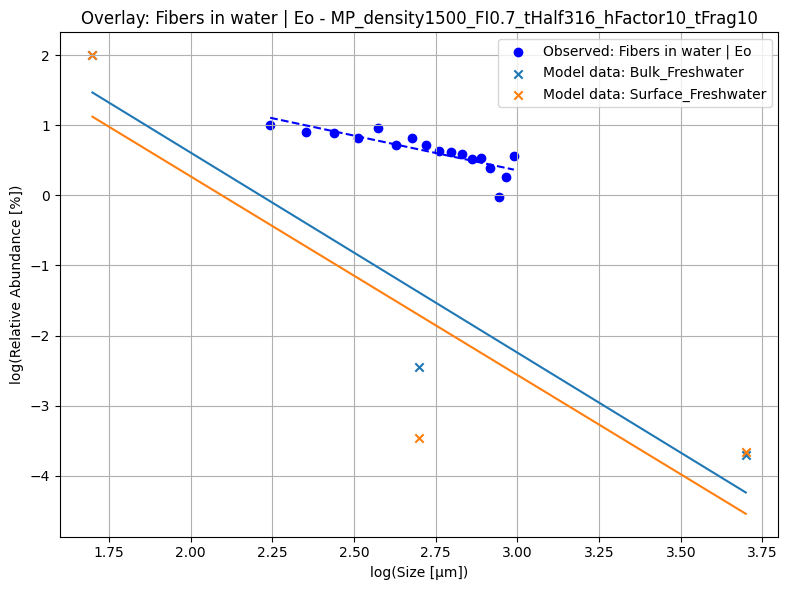 Overlay: Fibers in water | Eo - MP_density1500_FI0.7_tHalf316_hFactor10_tFrag10
Observed: Fibers in water | Eo
Model data: Bulk_Freshwater
Model data: Surface_Freshwater
log(Relative Abundance [%])
2
1
0
−1
−2
−3
−4
1.75 2.00 2.25 2.50 2.75 3.00 3.25 3.50 3.75
log(Size [μm])